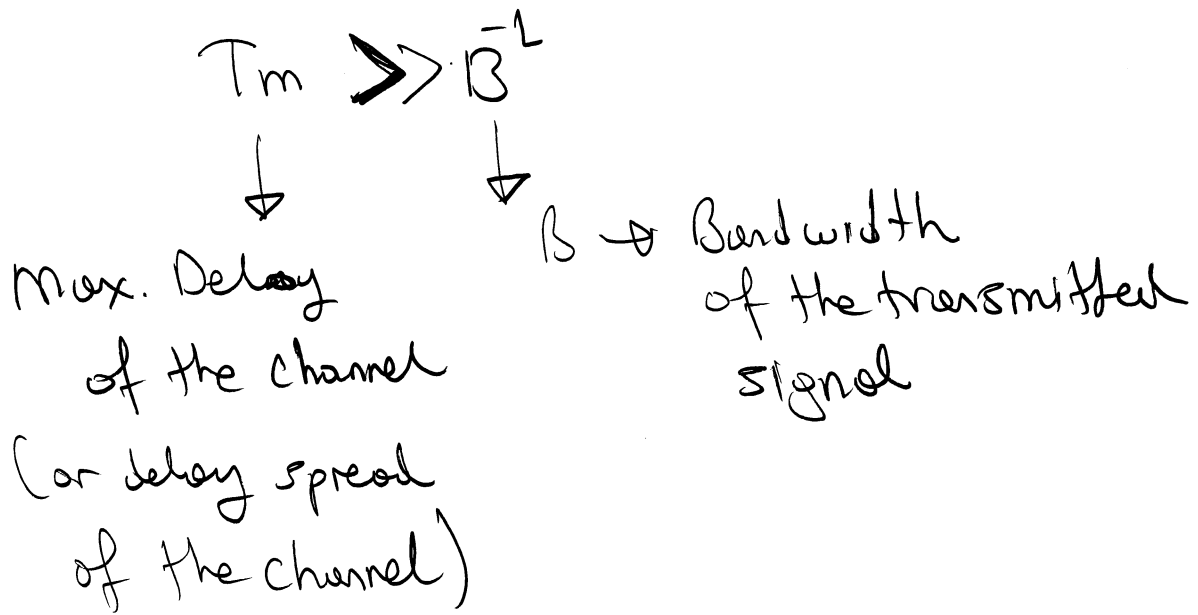 Tm >> B⁻¹
Max. Delay
of the channel
(or delay spread
of the channel)
B → Bandwidth
of the transmitted
signal